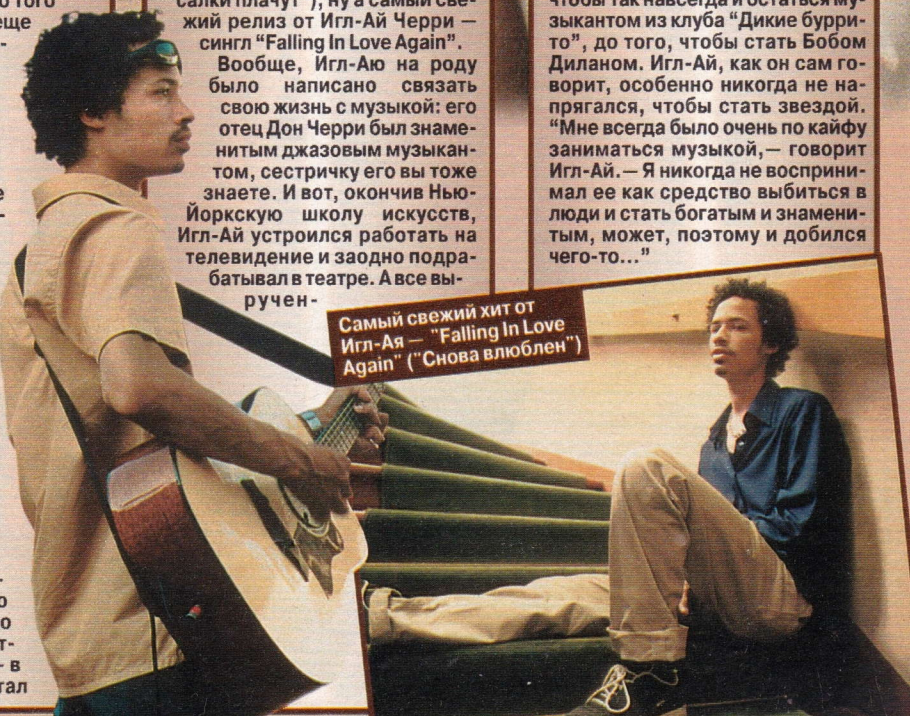 еще
салки плачут"), ну а самый све-
жий релиз от Игл-Ай Черри —
сингл "Falling In Love Again".
Вообще, Игл-Аю на роду
было написано связать
свою жизнь с музыкой: его
отец Дон Черри был знаме-
нитым джазовым музыкан-
том, сестричку его вы тоже
знаете. И вот, окончив Нью-
Йоркскую школу искусств,
Игл-Ай устроился работать на
телевидение и заодно подра-
батывал в театре. А все вы-
ручен-
чтобы так навсегда и остаться му-
зыкантом из клуба "Дикие бурри-
то", до того, чтобы стать Бобом
Диланом. Игл-Ай, как он сам го-
ворит, особенно никогда не на-
прягался, чтобы стать звездой.
"Мне всегда было очень по кайфу
заниматься музыкой,— говорит
Игл-Ай.— Я никогда не восприни-
мал ее как средство выбиться в
люди и стать богатым и знамени-
тым, может, поэтому и добился
чего-то..."
Самый свежий хит от
Игл-Ая — "Falling In Love
Again" ("Снова влюблен")